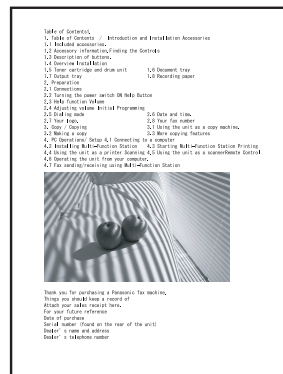 Table of Contents1.
1. Table of Contents / Introduction and Installation Accessories
1.1 Included accessories.
1.2 Accessory information,Finding the Controls
1.3 Description of buttons.
1.4 Overview Installation
1.5 Toner cartridge and drum unit 1.6 Document tray
1.7 Output tray 1.8 Recording paper
2. Preparation
2.1 Connections
2.2 Turning the power switch ON Help Button
2.3 Help function Volume
2.4 Adjusting volume Initial Programming
2.5 Dialing mode 2.6 Date and time.
2.7 Your logo. 2.8 Your fax number
3. Copy / Copying 3.1 Using the unit as a copy machine.
3.2 Making a copy 3.3 More copying features
4. PC Operations/ Setup 4.1 Connecting to a computer
4.2 Installing Multi-Function Station 4.3 Starting Multi-Function Station Printing
4.4 Using the unit as a printer Scanning 4.5 Using the unit as a scannerRemote Control
4.6 Operating the unit from your computer.
4.7 Fax sending/receiving using Multi-Function Station
Thank you for purchasing a Panasonic fax machine.
Things you should keep a record of
Attach your sales receipt here.
For your future reference
Date of purchase
Serial number (found on the rear of the unit)
Dealer's name and address
Dealer's telephone number